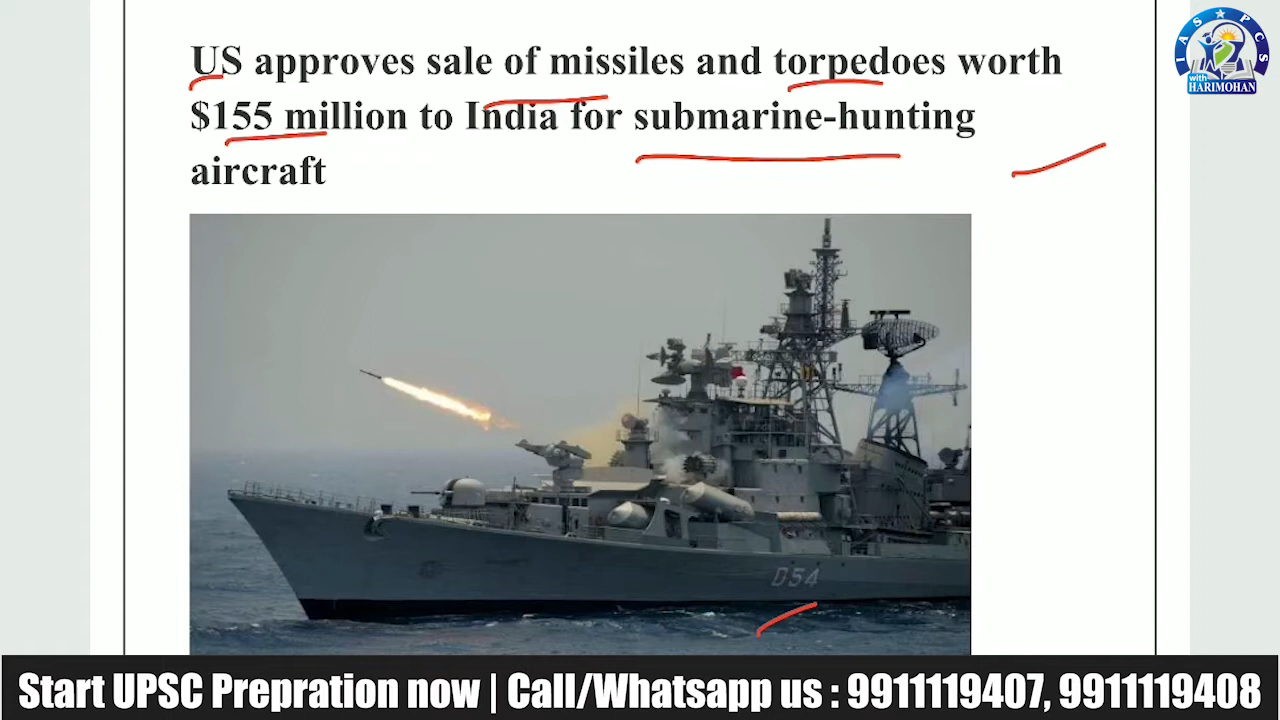 US approves sale of missiles and torpedoes worth
$155 million to India for submarine-hunting
aircraft
IAS PCS
with
HARIMOHAN
D54
Start UPSC Prepration now | Call/Whatsapp us : 9911119407, 9911119408